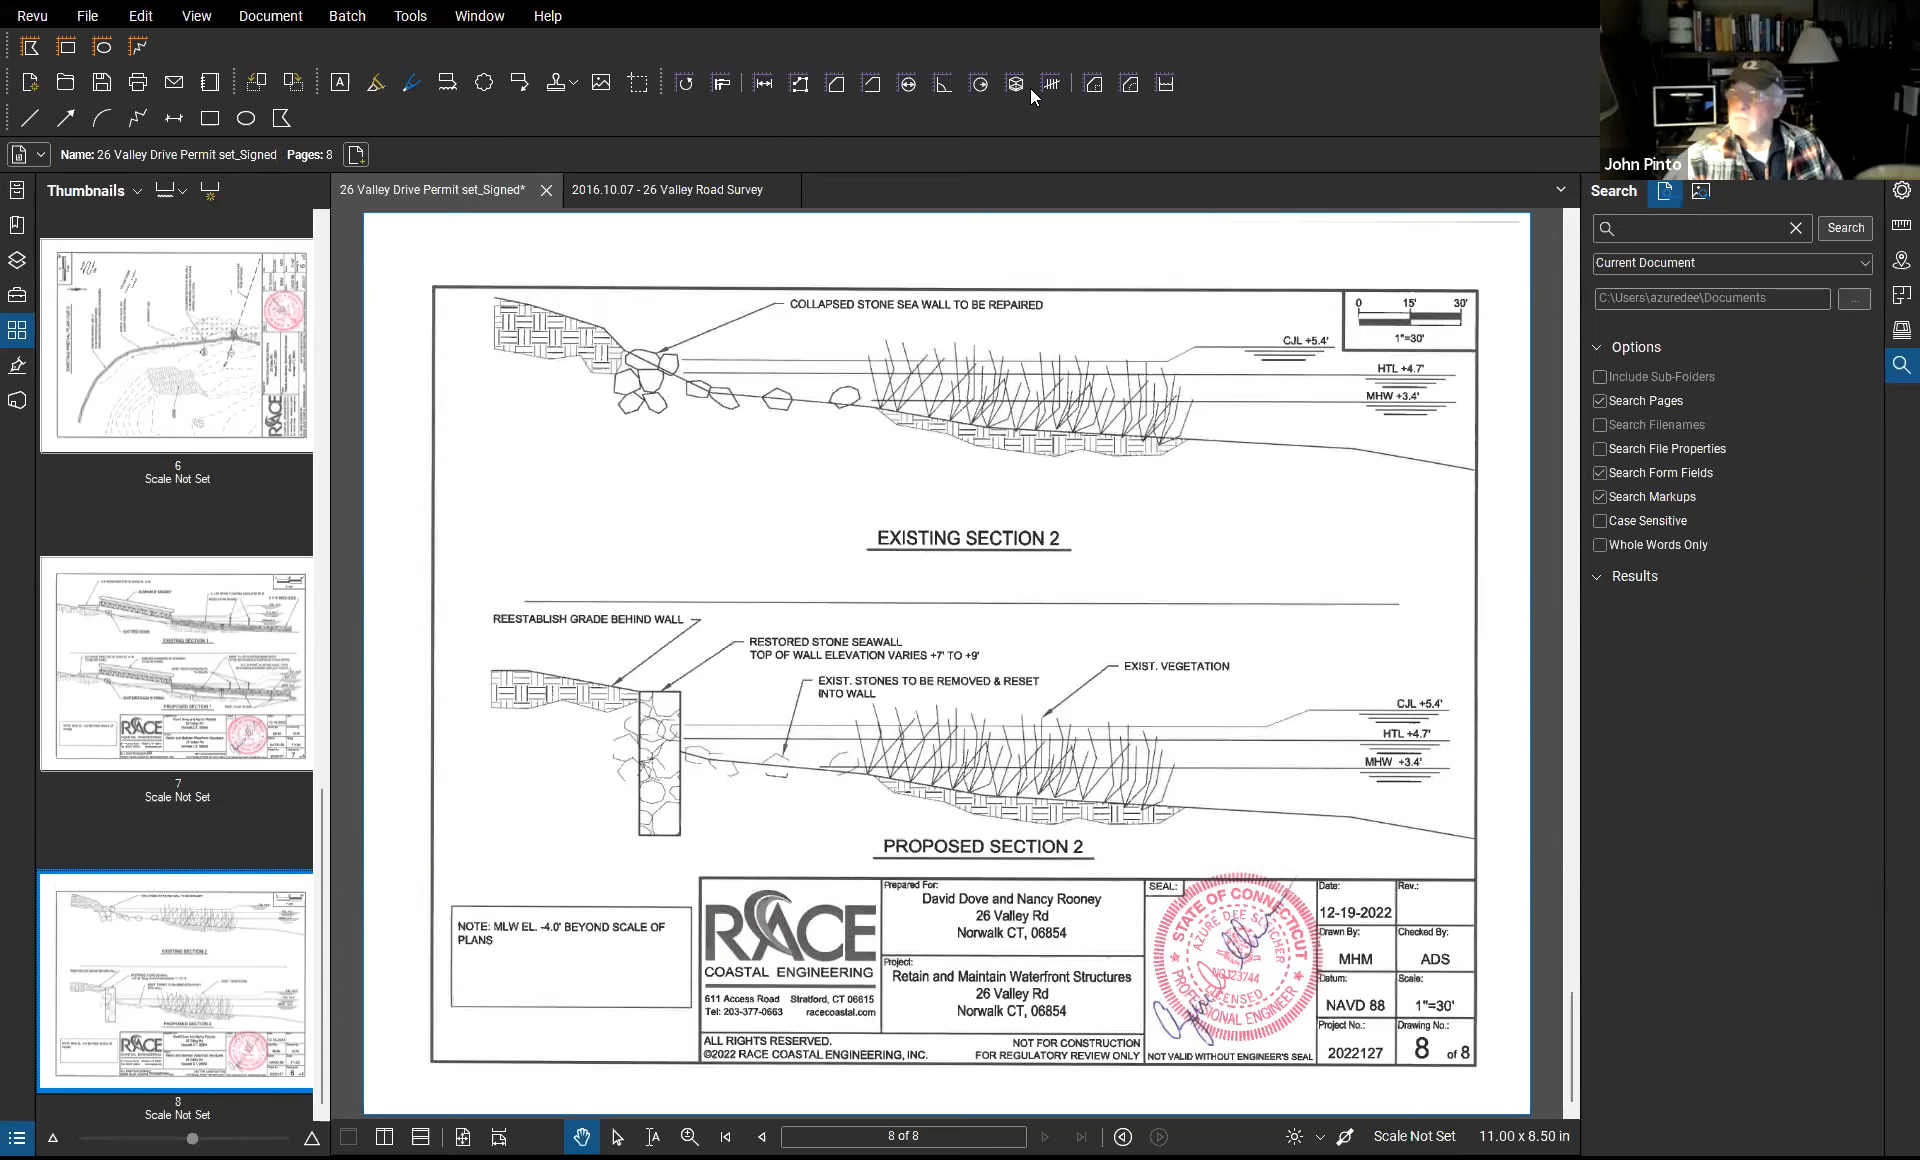 Revu File Edit View Document Batch Tools Window Help
Name: 26 Valley Drive Permit set_Signed Pages: 8
John Pinto
Thumbnails
26 Valley Drive Permit set_Signed*
2016.10.07 - 26 Valley Road Survey
Search
Search
Current Document
C:\Users\azuredee\Documents
...
Options
Include Sub-Folders
Search Pages
Search Filenames
Search File Properties
Search Form Fields
Search Markups
Case Sensitive
Whole Words Only
Results
6
Scale Not Set
7
Scale Not Set
8
Scale Not Set
COLLAPSED STONE SEA WALL TO BE REPAIRED
0 15' 30'
1"=30'
CJL +5.4'
HTL +4.7'
MHW +3.4'
EXISTING SECTION 2
REESTABLISH GRADE BEHIND WALL
RESTORED STONE SEAWALL
TOP OF WALL ELEVATION VARIES +7' TO +9'
EXIST. STONES TO BE REMOVED & RESET
INTO WALL
EXIST. VEGETATION
CJL +5.4'
HTL +4.7'
MHW +3.4'
PROPOSED SECTION 2
NOTE: MLW EL. -4.0' BEYOND SCALE OF
PLANS
RACE
COASTAL ENGINEERING
611 Access Road Stratford, CT 06615
Tel: 203-377-0663 racecoastal.com
Prepared For:
David Dove and Nancy Rooney
26 Valley Rd
Norwalk CT, 06854
Project:
Retain and Maintain Waterfront Structures
26 Valley Rd
Norwalk CT, 06854
ALL RIGHTS RESERVED.
©2022 RACE COASTAL ENGINEERING, INC.
NOT FOR CONSTRUCTION
FOR REGULATORY REVIEW ONLY
SEAL:
STATE OF CONNECTICUT
LICENSED
PROFESSIONAL ENGINEER
NOT VALID WITHOUT ENGINEER'S SEAL
Date:
12-19-2022
Rev.:
Drawn By:
MHM
Checked By:
ADS
Datum:
NAVD 88
Scale:
1"=30'
Project No.:
2022127
Drawing No.:
8 of 8
8 of 8
Scale Not Set
11.00 x 8.50 in